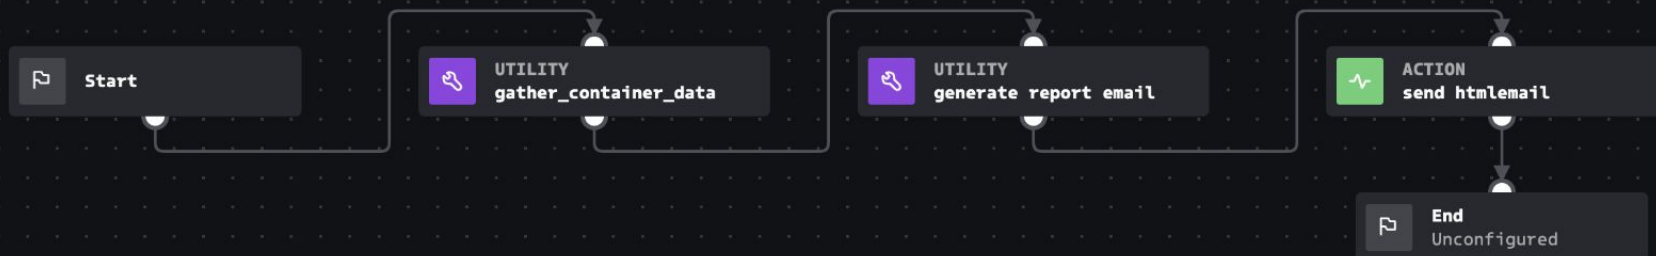 Start
UTILITY
gather_container_data
UTILITY
generate report email
ACTION
send htmlemail
End
Unconfigured